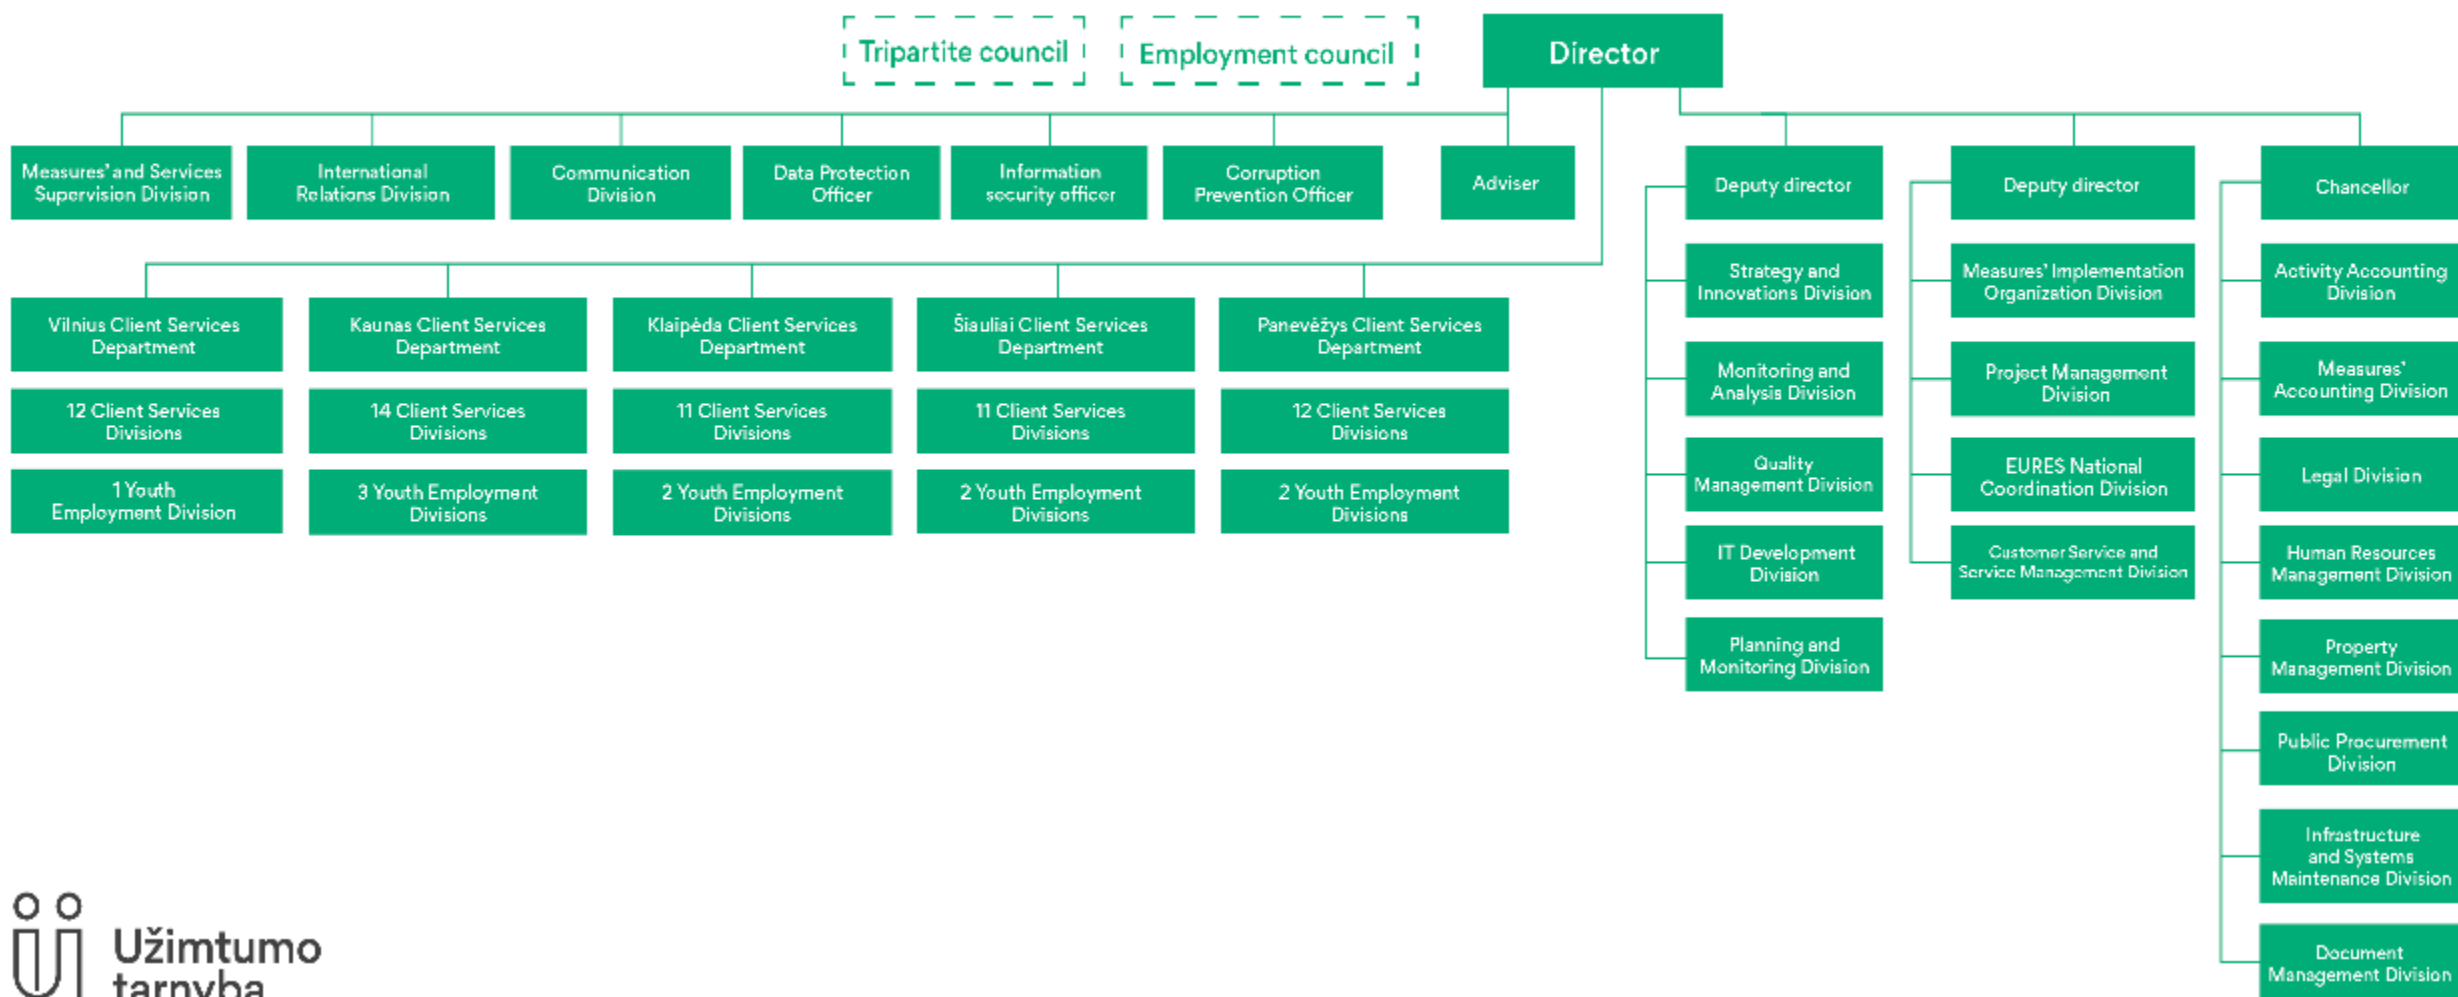 Tripartite council
Employment council
Director
Measures' and Services
Supervision Division
International
Relations Division
Communication
Division
Data Protection
Officer
Information
security officer
Corruption
Prevention Officer
Adviser
Deputy director
Deputy director
Chancellor
Vilnius Client Services
Department
12 Client Services
Divisions
1 Youth
Employment Division
Kaunas Client Services
Department
14 Client Services
Divisions
3 Youth Employment
Divisions
Klaipėda Client Services
Department
11 Client Services
Divisions
2 Youth Employment
Divisions
Šiauliai Client Services
Department
11 Client Services
Divisions
2 Youth Employment
Divisions
Panevėžys Client Services
Department
12 Client Services
Divisions
2 Youth Employment
Divisions
Strategy and
Innovations Division
Monitoring and
Analysis Division
Quality
Management Division
IT Development
Division
Planning and
Monitoring Division
Measures' Implementation
Organization Division
Project Management
Division
EURES National
Coordination Division
Customer Service and
Service Management Division
Activity Accounting
Division
Measures'
Accounting Division
Legal Division
Human Resources
Management Division
Property
Management Division
Public Procurement
Division
Infrastructure
and Systems
Maintenance Division
Document
Management Division
Užimtumo
tarnyba